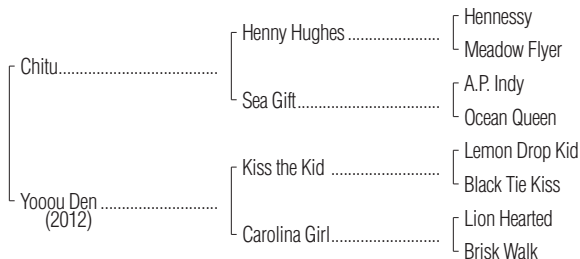 Hennessy
Henny Hughes ....................
Meadow Flyer
Chitu...................................
A.P. Indy
Sea Gift...............................
Ocean Queen
Lemon Drop Kid
Kiss the Kid .......................
Black Tie Kiss
Yooou Den .........................
(2012)
Lion Hearted
Carolina Girl.......................
Brisk Walk